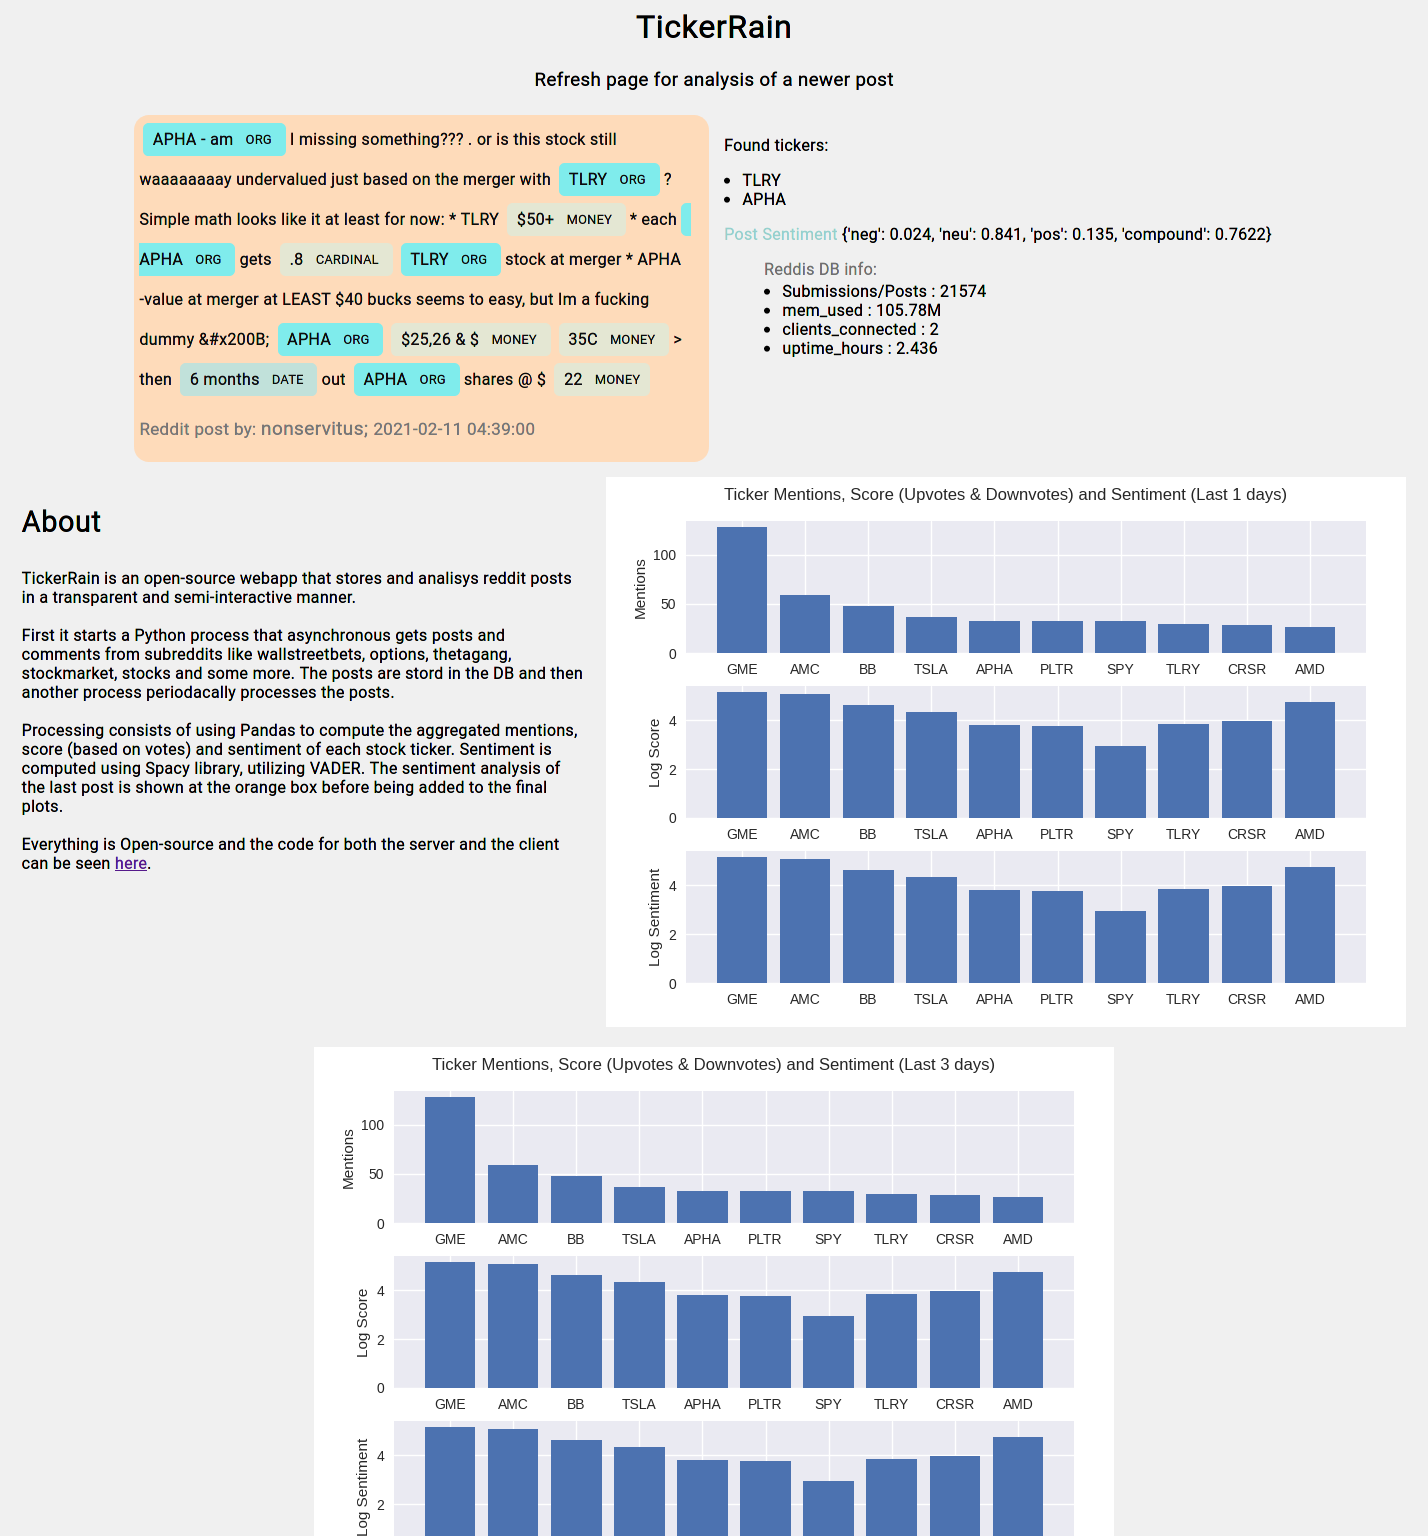 TickerRain
Refresh page for analysis of a newer post
APHA - am ORG I missing something??? . or is this stock still
waaaaaaaay undervalued just based on the merger with TLRY ORG ?
Simple math looks like it at least for now: * TLRY $50+ MONEY * each
APHA ORG gets .8 CARDINAL TLRY ORG stock at merger * APHA
-value at merger at LEAST $40 bucks seems to easy, but Im a fucking
dummy &#x200B; APHA ORG $25,26 & $ MONEY 35C MONEY >
then 6 months DATE out APHA ORG shares @ $ 22 MONEY
Reddit post by: nonservitus; 2021-02-11 04:39:00
Found tickers:
TLRY
APHA
Post Sentiment {'neg': 0.024, 'neu': 0.841, 'pos': 0.135, 'compound': 0.7622}
Reddis DB info:
Submissions/Posts : 21574
mem_used : 105.78M
clients_connected : 2
uptime_hours : 2.436
About
TickerRain is an open-source webapp that stores and analisys reddit posts
in a transparent and semi-interactive manner.
First it starts a Python process that asynchronous gets posts and
comments from subreddits like wallstreetbets, options, thetagang,
stockmarket, stocks and some more. The posts are stord in the DB and then
another process periodacally processes the posts.
Processing consists of using Pandas to compute the aggregated mentions,
score (based on votes) and sentiment of each stock ticker. Sentiment is
computed using Spacy library, utilizing VADER. The sentiment analysis of
the last post is shown at the orange box before being added to the final
plots.
Everything is Open-source and the code for both the server and the client
can be seen here.
Ticker Mentions, Score (Upvotes & Downvotes) and Sentiment (Last 1 days)
Mentions
100
50
0
GME AMC BB TSLA APHA PLTR SPY TLRY CRSR AMD
Log Score
4
2
0
GME AMC BB TSLA APHA PLTR SPY TLRY CRSR AMD
Log Sentiment
4
2
0
GME AMC BB TSLA APHA PLTR SPY TLRY CRSR AMD
Ticker Mentions, Score (Upvotes & Downvotes) and Sentiment (Last 3 days)
Mentions
100
50
0
GME AMC BB TSLA APHA PLTR SPY TLRY CRSR AMD
Log Score
4
2
0
GME AMC BB TSLA APHA PLTR SPY TLRY CRSR AMD
Log Sentiment
4
2